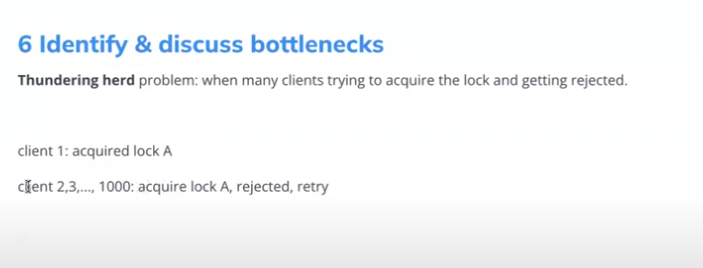 6 Identify & discuss bottlenecks
Thundering herd problem: when many clients trying to acquire the lock and getting rejected.
client 1: acquired lock A
client 2,3,..., 1000: acquire lock A, rejected, retry